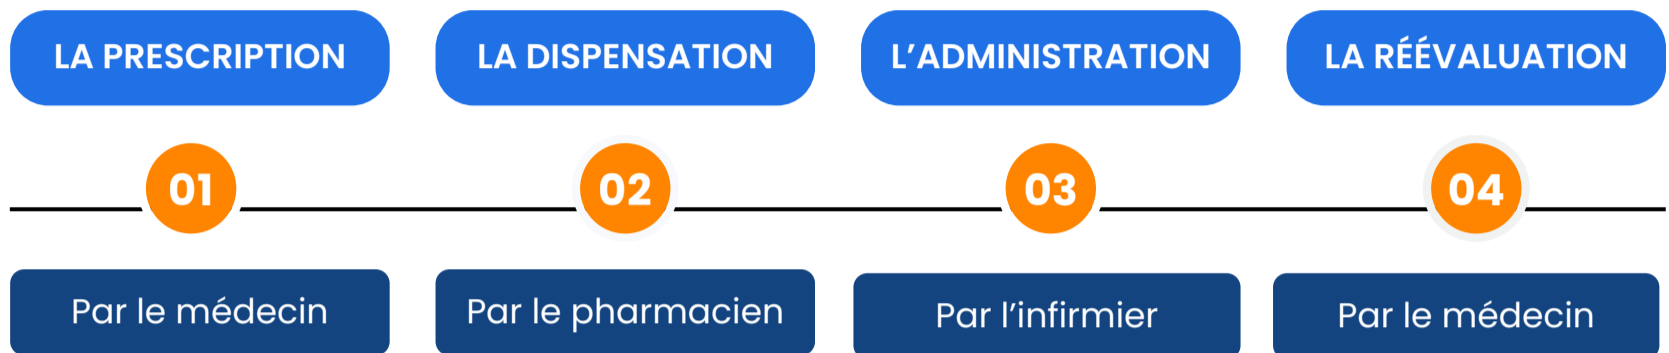 LA PRESCRIPTION
LA DISPENSATION
L’ADMINISTRATION
LA RÉÉVALUATION
01
02
03
04
Par le médecin
Par le pharmacien
Par l’infirmier
Par le médecin